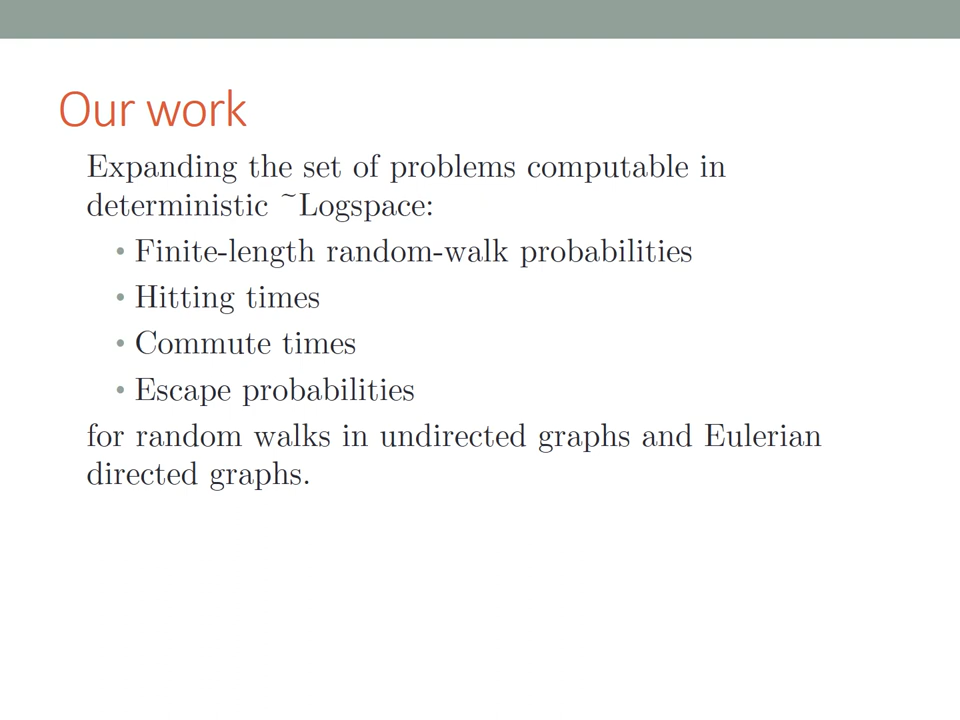 Our work
Expanding the set of problems computable in
deterministic ~Logspace:
• Finite-length random-walk probabilities
• Hitting times
• Commute times
• Escape probabilities
for random walks in undirected graphs and Eulerian
directed graphs.